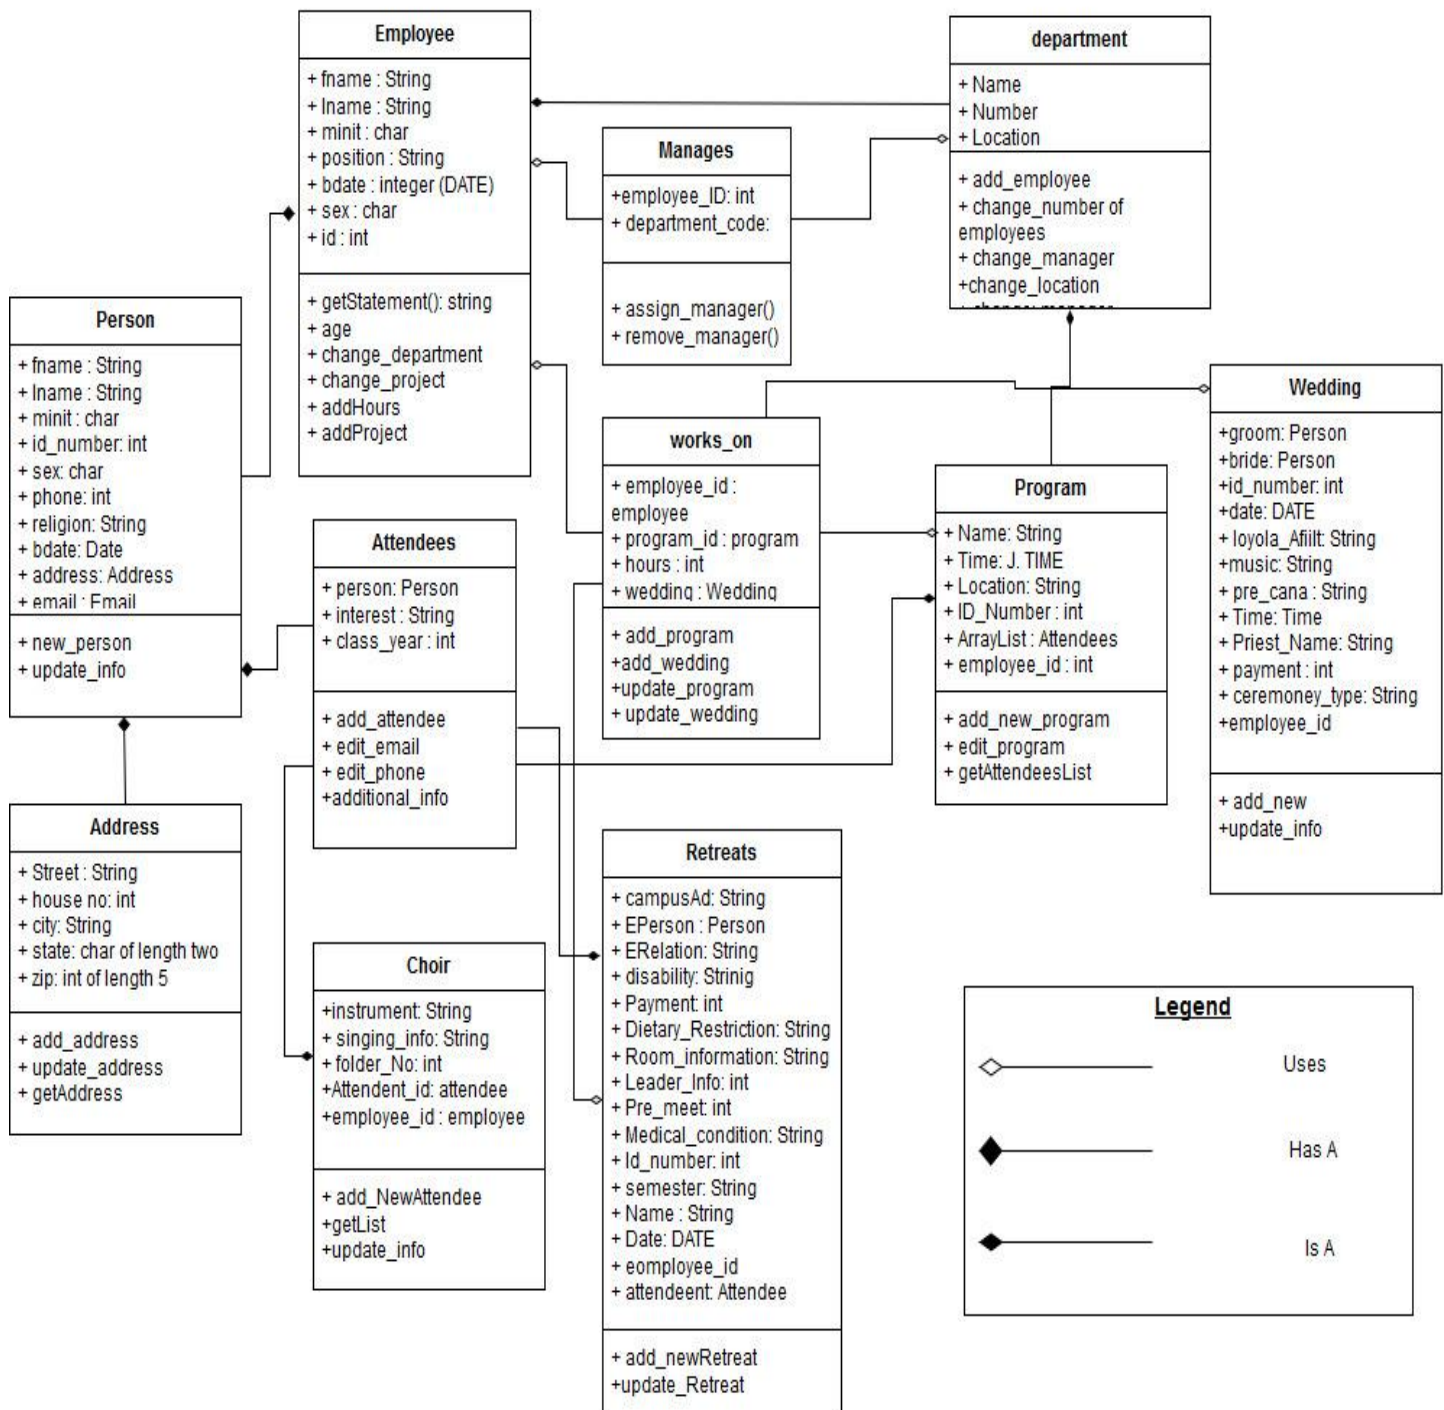 Employee
+ fname : String
+ lname : String
+ minit : char
+ position : String
+ bdate : integer (DATE)
+ sex : char
+ id : int
+ getStatement(): string
+ age
+ change_department
+ change_project
+ addHours
+ addProject
department
+ Name
+ Number
+ Location
+ add_employee
+ change_number of
employees
+ change_manager
+change_location
Manages
+employee_ID: int
+ department_code:
+ assign_manager()
+ remove_manager()
Person
+ fname : String
+ lname : String
+ minit : char
+ id_number: int
+ sex: char
+ phone: int
+ religion: String
+ bdate: Date
+ address: Address
+ email : Email
+ new_person
+ update_info
Attendees
+ person: Person
+ interest : String
+ class_year : int
+ add_attendee
+ edit_email
+ edit_phone
+additional_info
works_on
+ employee_id :
employee
+ program_id : program
+ hours : int
+ wedding : Wedding
+ add_program
+add_wedding
+update_program
+ update_wedding
Program
+ Name: String
+ Time: J. TIME
+ Location: String
+ ID_Number : int
+ ArrayList : Attendees
+ employee_id : int
+ add_new_program
+ edit_program
+ getAttendeesList
Wedding
+groom: Person
+bride: Person
+id_number: int
+date: DATE
+loyola_Afiilt: String
+music: String
+ pre_cana : String
+ Time: Time
+ Priest_Name: String
+ payment : int
+ ceremoney_type: String
+employee_id
+ add_new
+update_info
Address
+ Street : String
+ house no: int
+ city: String
+ state: char of length two
+ zip: int of length 5
+ add_address
+ update_address
+ getAddress
Choir
+instrument: String
+ singing_info: String
+ folder_No: int
+Attendent_id: attendee
+employee_id : employee
+ add_NewAttendee
+getList
+update_info
Retreats
+ campusAd: String
+ EPerson : Person
+ ERelation: String
+ disability: Strinig
+ Payment: int
+ Dietary_Restriction: String
+ Room_information: String
+ Leader_Info: int
+ Pre_meet: int
+ Medical_condition: String
+ Id_number: int
+ semester: String
+ Name : String
+ Date: DATE
+ eomployee_id
+ attendeent: Attendee
+ add_newRetreat
+update_Retreat
Legend
Uses
Has A
Is A